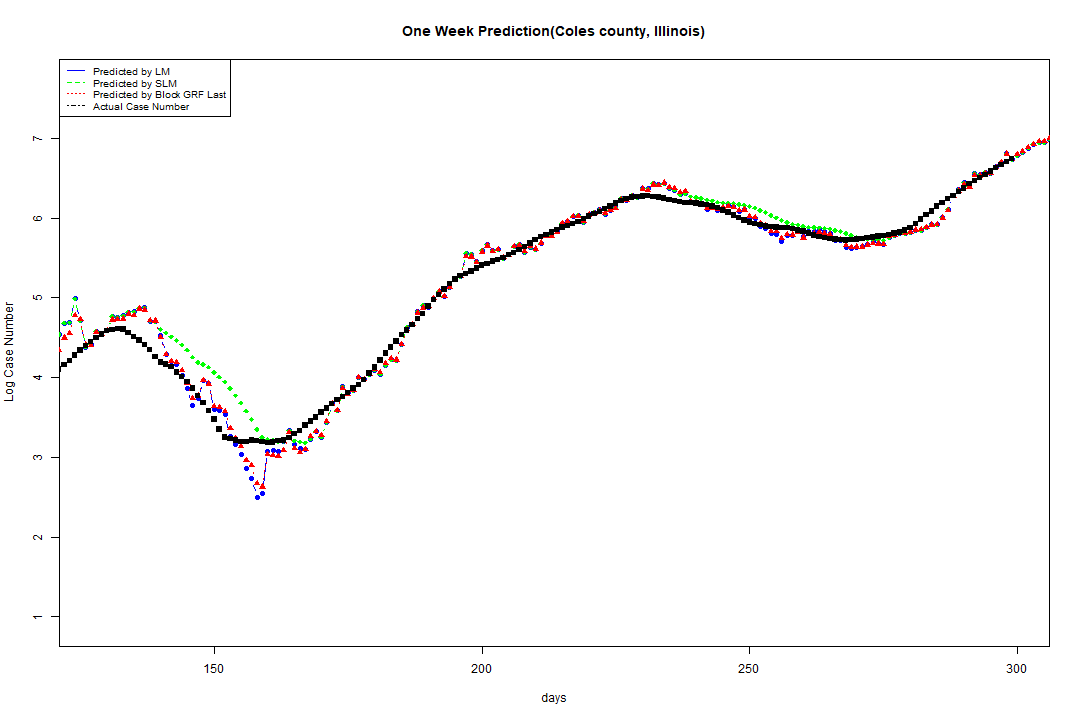 One Week Prediction(Coles county, Illinois)
Predicted by LM
Predicted by SLM
Predicted by Block GRF Last
Actual Case Number
7
6
5
4
3
2
1
Log Case Number
150 200 250 300
days